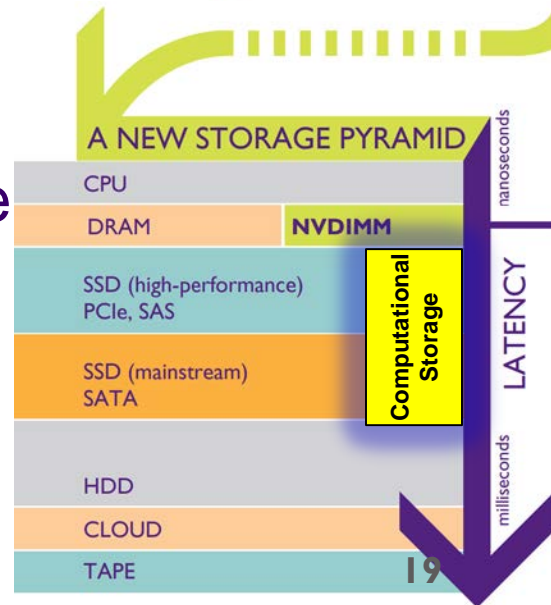 A NEW STORAGE PYRAMID
nanoseconds
CPU
e
DRAM
NVDIMM
SSD (high-performance)
PCIe, SAS
Computational
Storage
LATENCY
SSD (mainstream)
SATA
milliseconds
HDD
CLOUD
TAPE
19